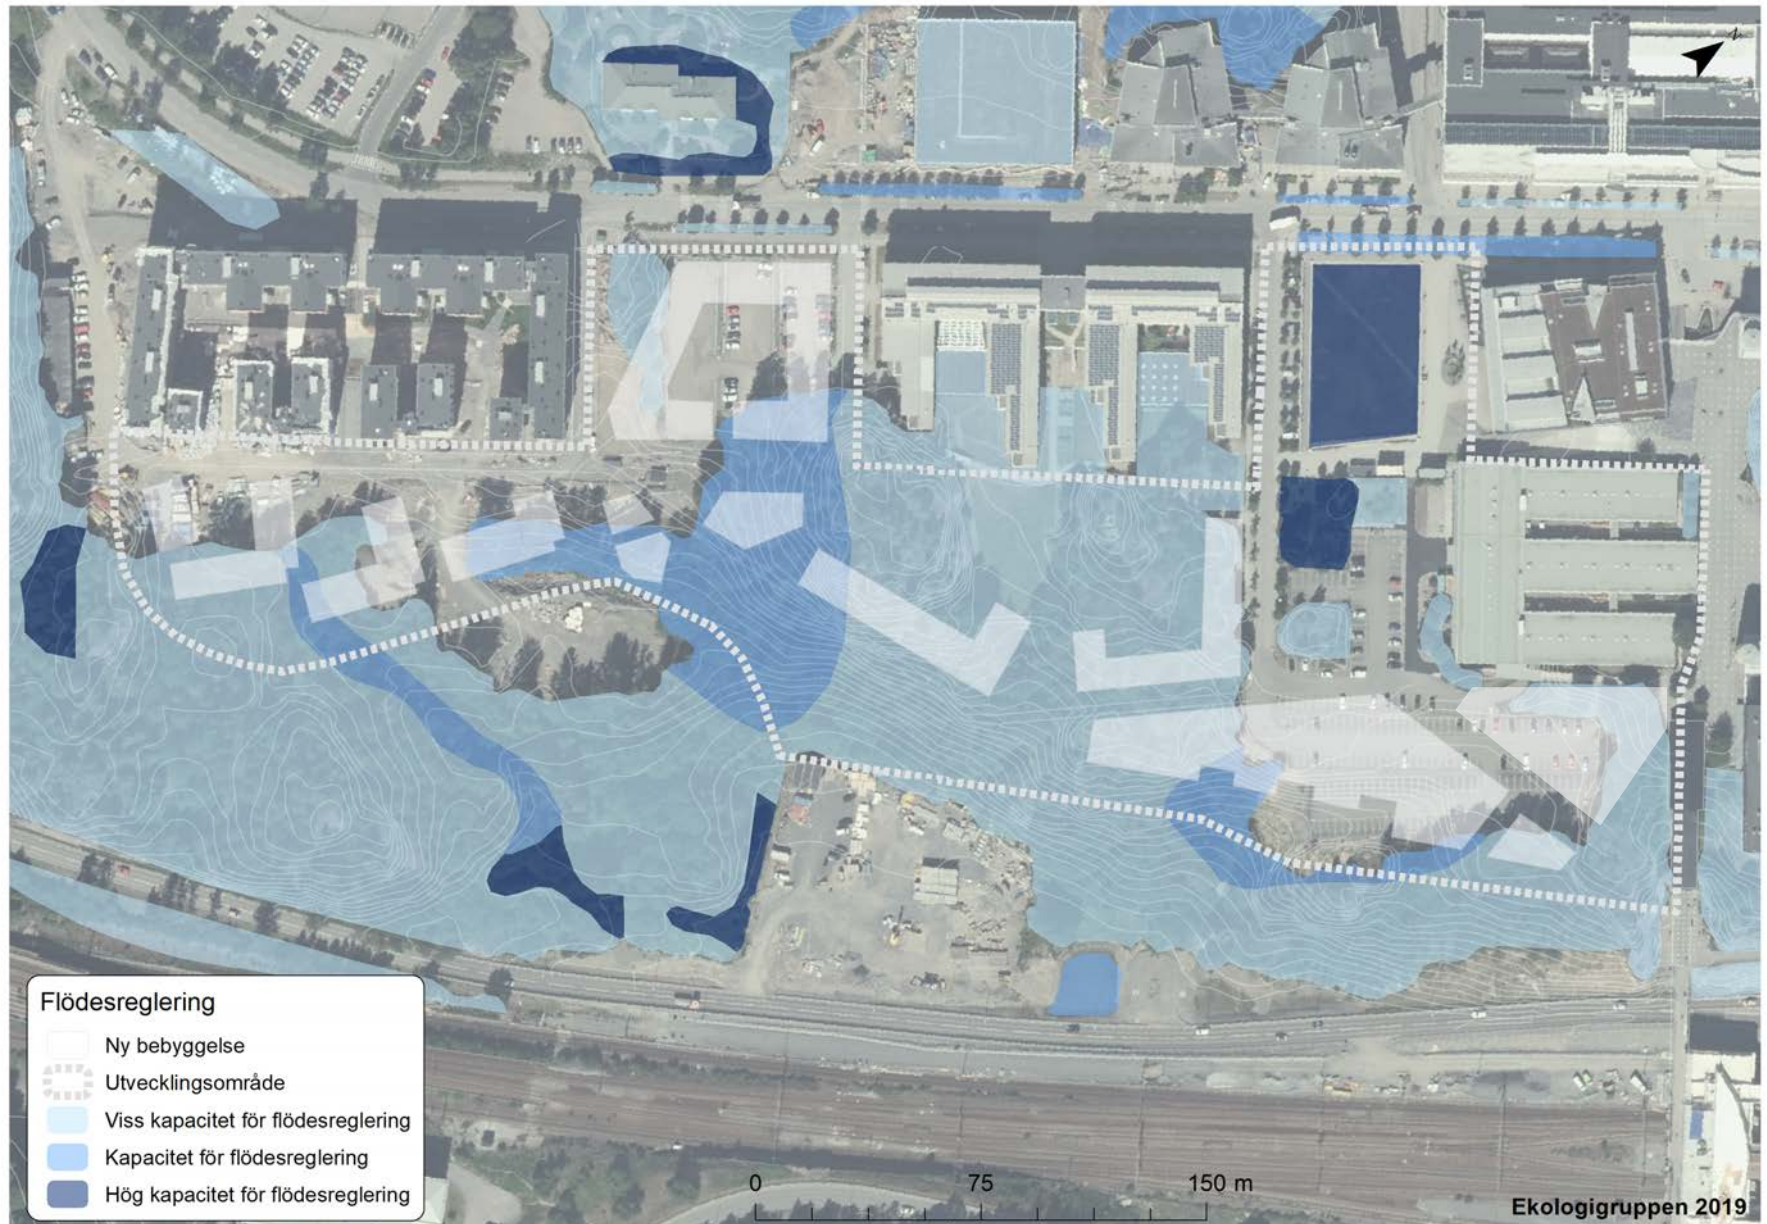 N
Flödesreglering
Ny bebyggelse
Utvecklingsområde
Viss kapacitet för flödesreglering
Kapacitet för flödesreglering
Hög kapacitet för flödesreglering
0 75 150 m
Ekologigruppen 2019